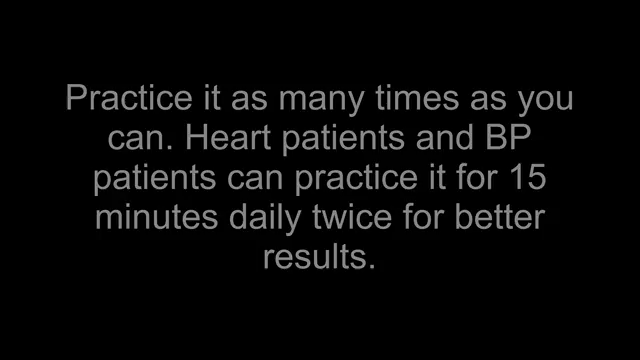 Practice it as many times as you
can. Heart patients and BP
patients can practice it for 15
minutes daily twice for better
results.